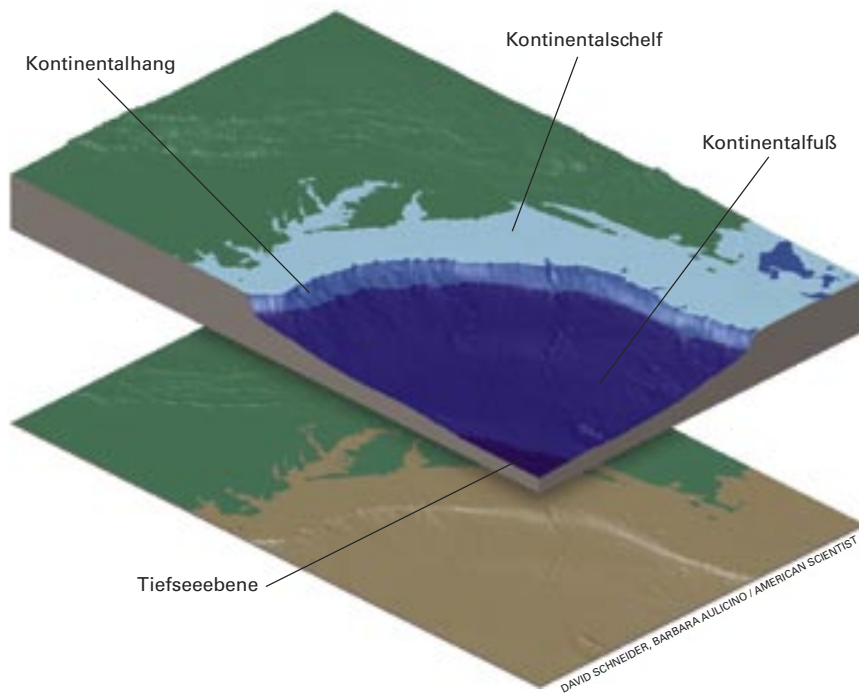 Kontinentalschelf
Kontinentalhang
Kontinentalfuß
Tiefseeebene
DAVID SCHNEIDER, BARBARA AULICINO / AMERICAN SCIENTIST